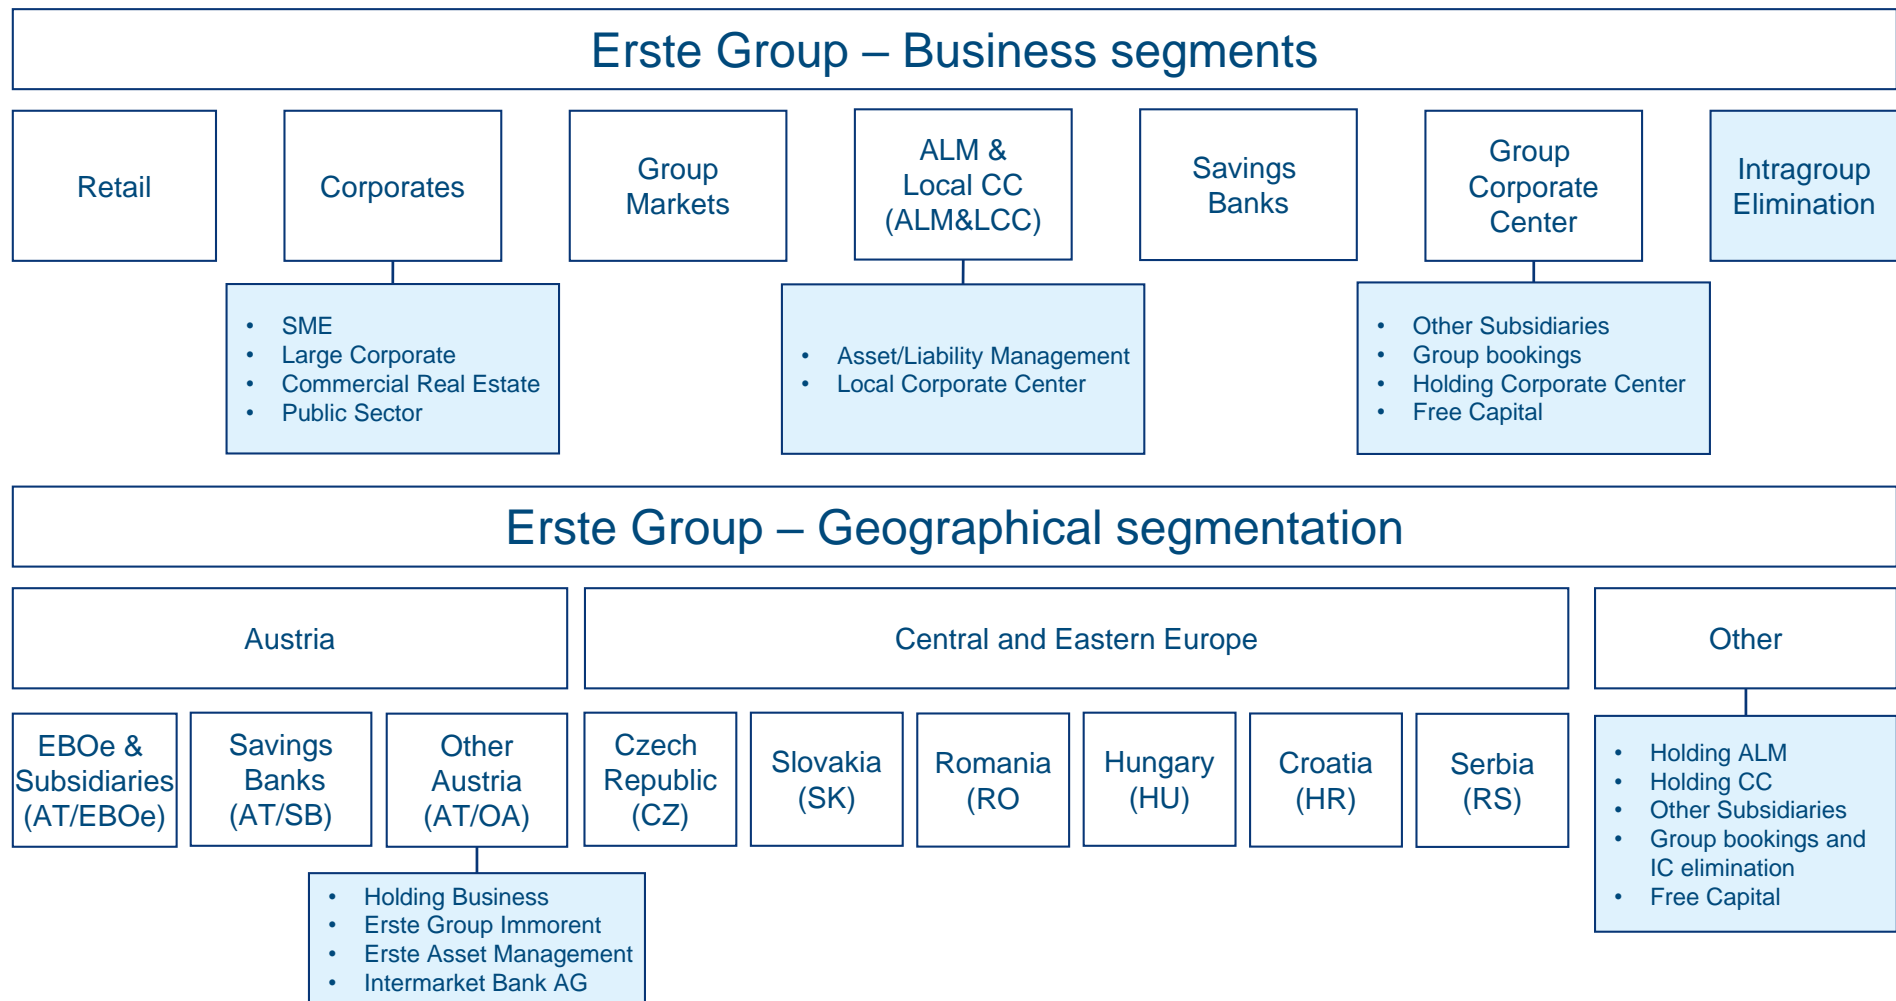 Erste Group – Business segments
Retail
Corporates
Group
Markets
ALM &
Local CC
(ALM&LCC)
Savings
Banks
Group
Corporate
Center
Intragroup
Elimination
• SME
• Large Corporate
• Commercial Real Estate
• Public Sector
• Asset/Liability Management
• Local Corporate Center
• Other Subsidiaries
• Group bookings
• Holding Corporate Center
• Free Capital
Erste Group – Geographical segmentation
Austria
Central and Eastern Europe
Other
EBOe &
Subsidiaries
(AT/EBOe)
Savings
Banks
(AT/SB)
Other
Austria
(AT/OA)
Czech
Republic
(CZ)
Slovakia
(SK)
Romania
(RO
Hungary
(HU)
Croatia
(HR)
Serbia
(RS)
• Holding ALM
• Holding CC
• Other Subsidiaries
• Group bookings and
IC elimination
• Free Capital
• Holding Business
• Erste Group Immorent
• Erste Asset Management
• Intermarket Bank AG